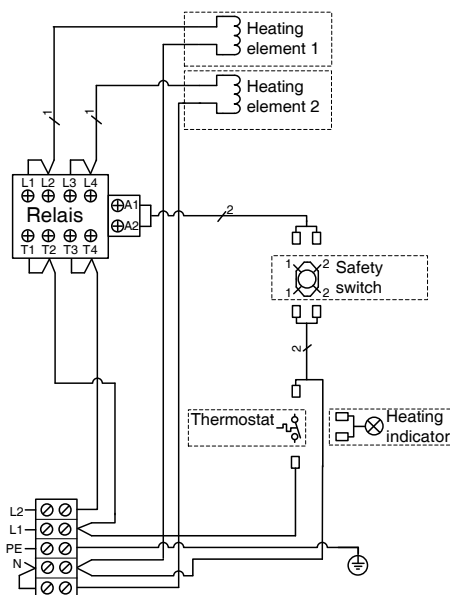 Heating
element 1
Heating
element 2
1
1
L1 L2 L3 L4
Relais
A1
A2
T1 T2 T3 T4
2
1 2
1 2
Safety
switch
2
Thermostat
Heating
indicator
L2
L1
PE
N